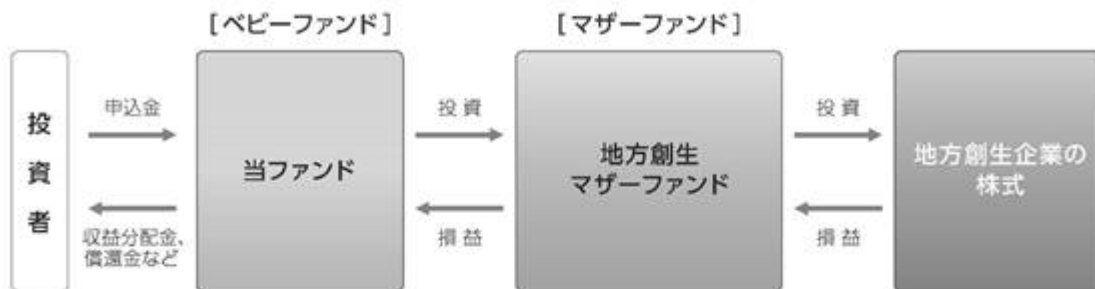 [ベビーファンド]
[マザーファンド]
投資者
申込金
収益分配金、
償還金など
当ファンド
投資
損益
地方創生
マザーファンド
投資
損益
地方創生企業の
株式